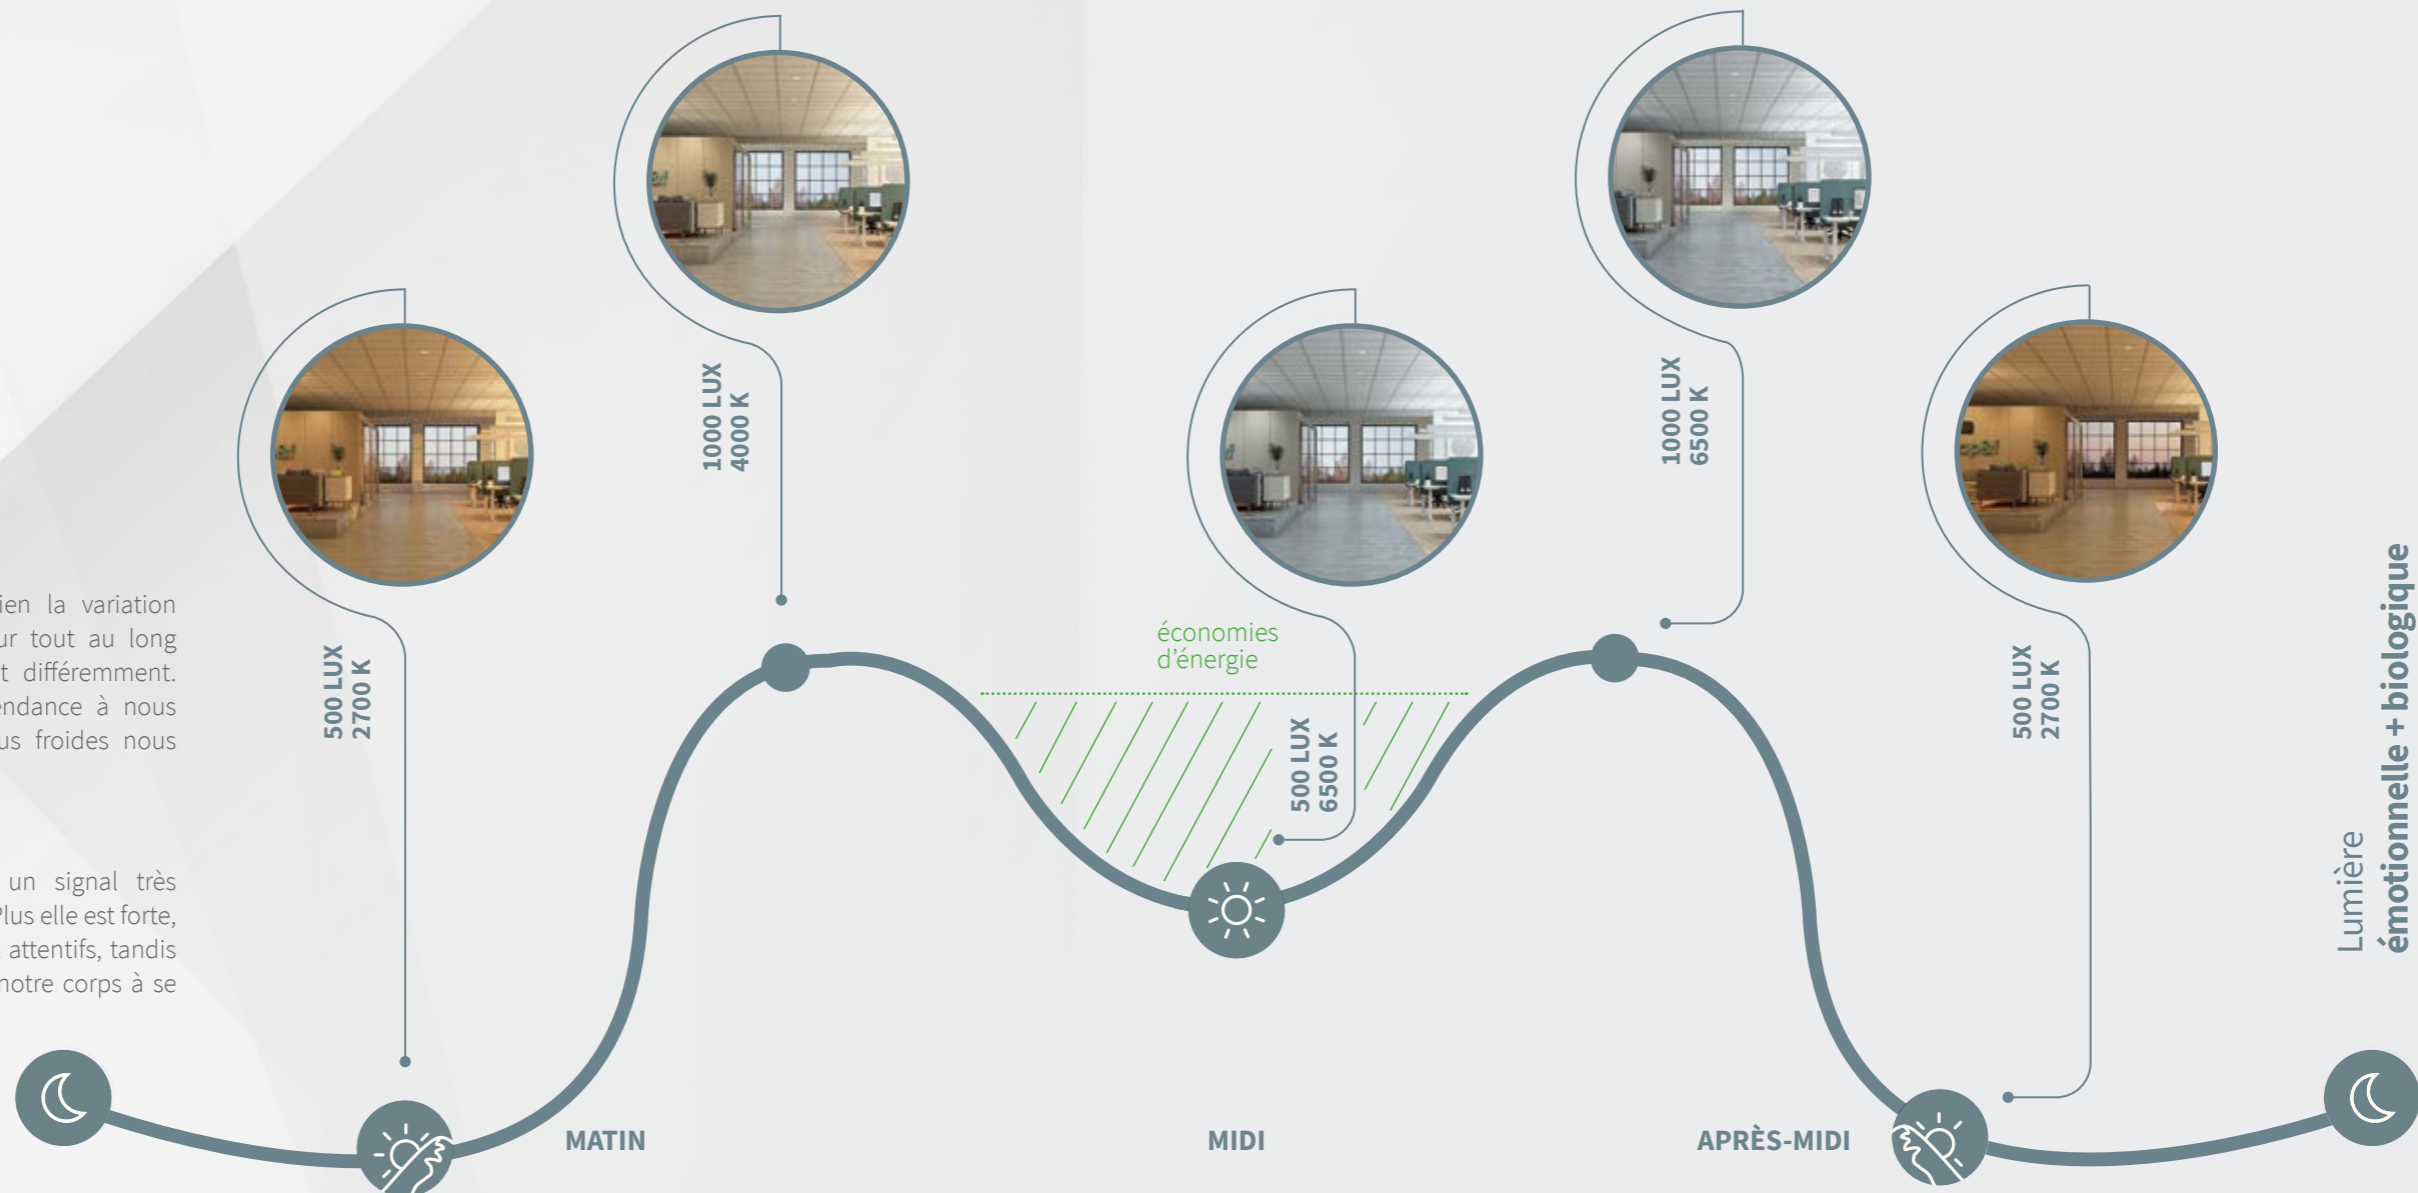 ien la variation
ur tout au long
t différemment.
endance à nous
us froides nous
un signal très
Plus elle est forte,
attentifs, tandis
notre corps à se
500 LUX
2700 K
1000 LUX
4000 K
économies
d'énergie
500 LUX
6500 K
1000 LUX
6500 K
500 LUX
2700 K
Lumière
émotionnelle + biologique
MATIN
MIDI
APRÈS-MIDI